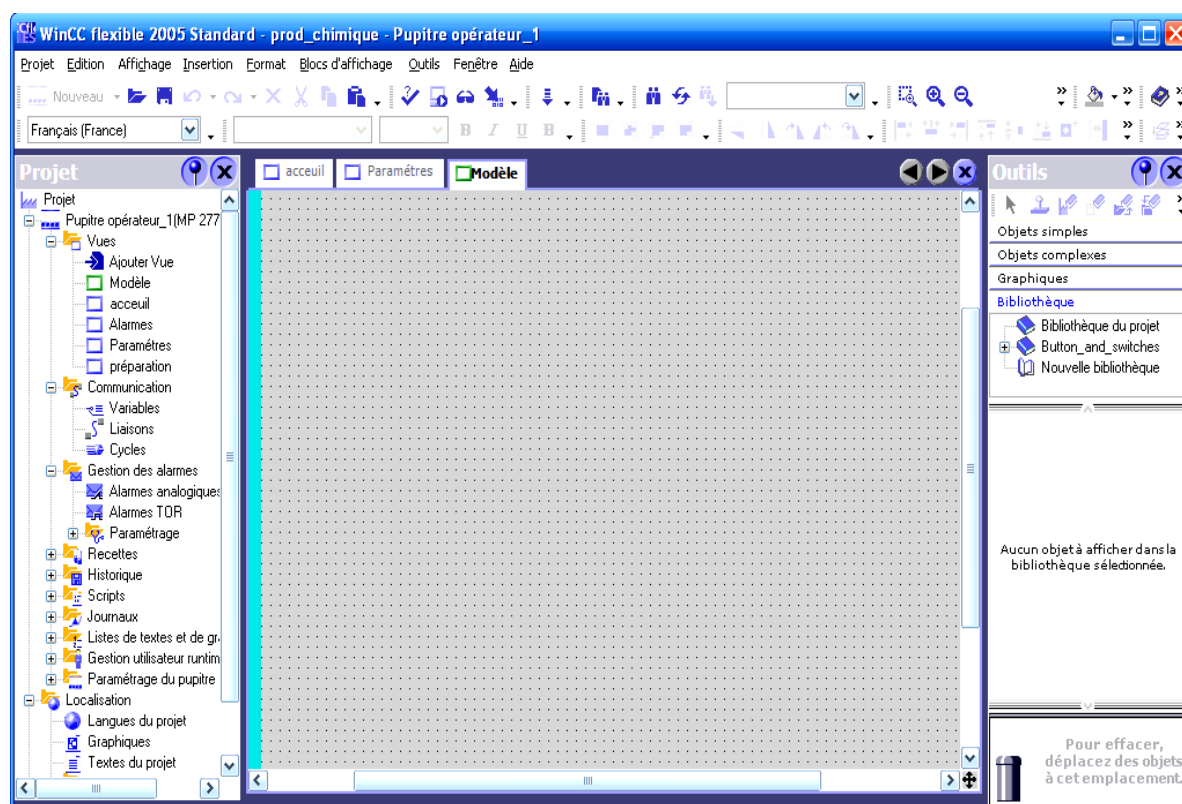 WinCC flexible 2005 Standard - prod_chimique - Pupitre opérateur_1
Projet Edition Affichage Insertion Format Blocs d'affichage Outils Fenêtre Aide
Nouveau
Français (France) B I U B
Projet
Projet
Pupitre opérateur_1(MP 277
Vues
Ajouter Vue
Modèle
acceuil
Alarmes
Paramétres
préparation
Communication
Variables
Liaisons
Cycles
Gestion des alarmes
Alarmes analogiques
Alarmes TOR
Paramétrage
Recettes
Historique
Scripts
Journaux
Listes de textes et de gr
Gestion utilisateur runtim
Paramétrage du pupitre
Localisation
Langues du projet
Graphiques
Textes du projet
acceuil Paramétres Modèle
Outils
Objets simples
Objets complexes
Graphiques
Bibliothèque
Bibliothèque du projet
Button_and_switches
Nouvelle bibliothèque
Aucun objet à afficher dans la
bibliothèque sélectionnée.
Pour effacer,
déplacez des objets
à cet emplacement.